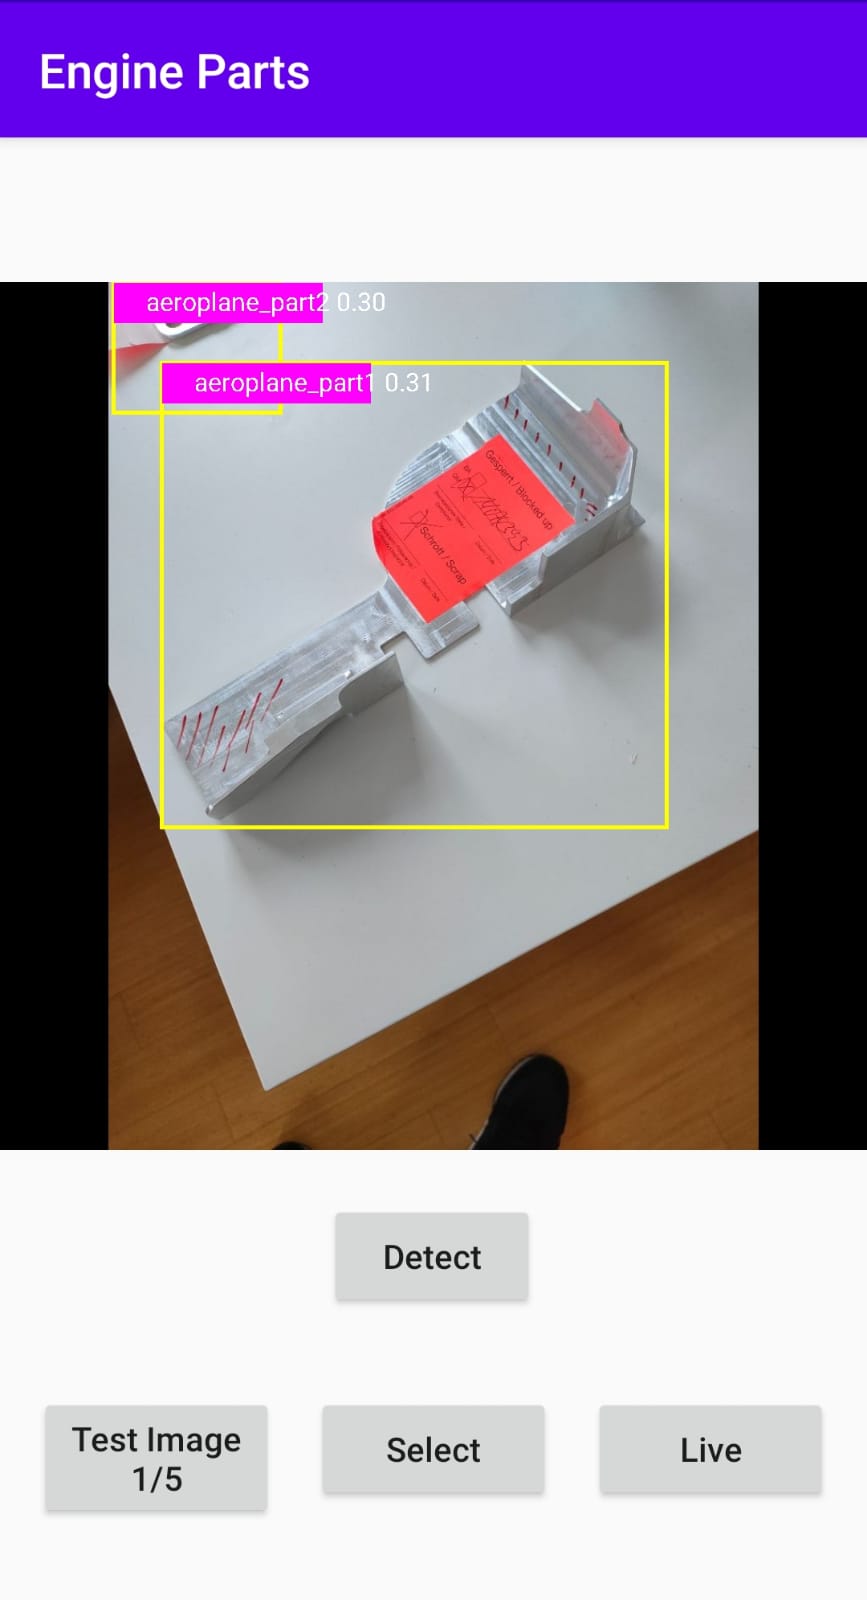 Engine Parts
aeroplane_part2 0.30
aeroplane_part1 0.31
Gesperrt / Blocked up
Schrott / Scrap
Detect
Test Image
1/5
Select
Live